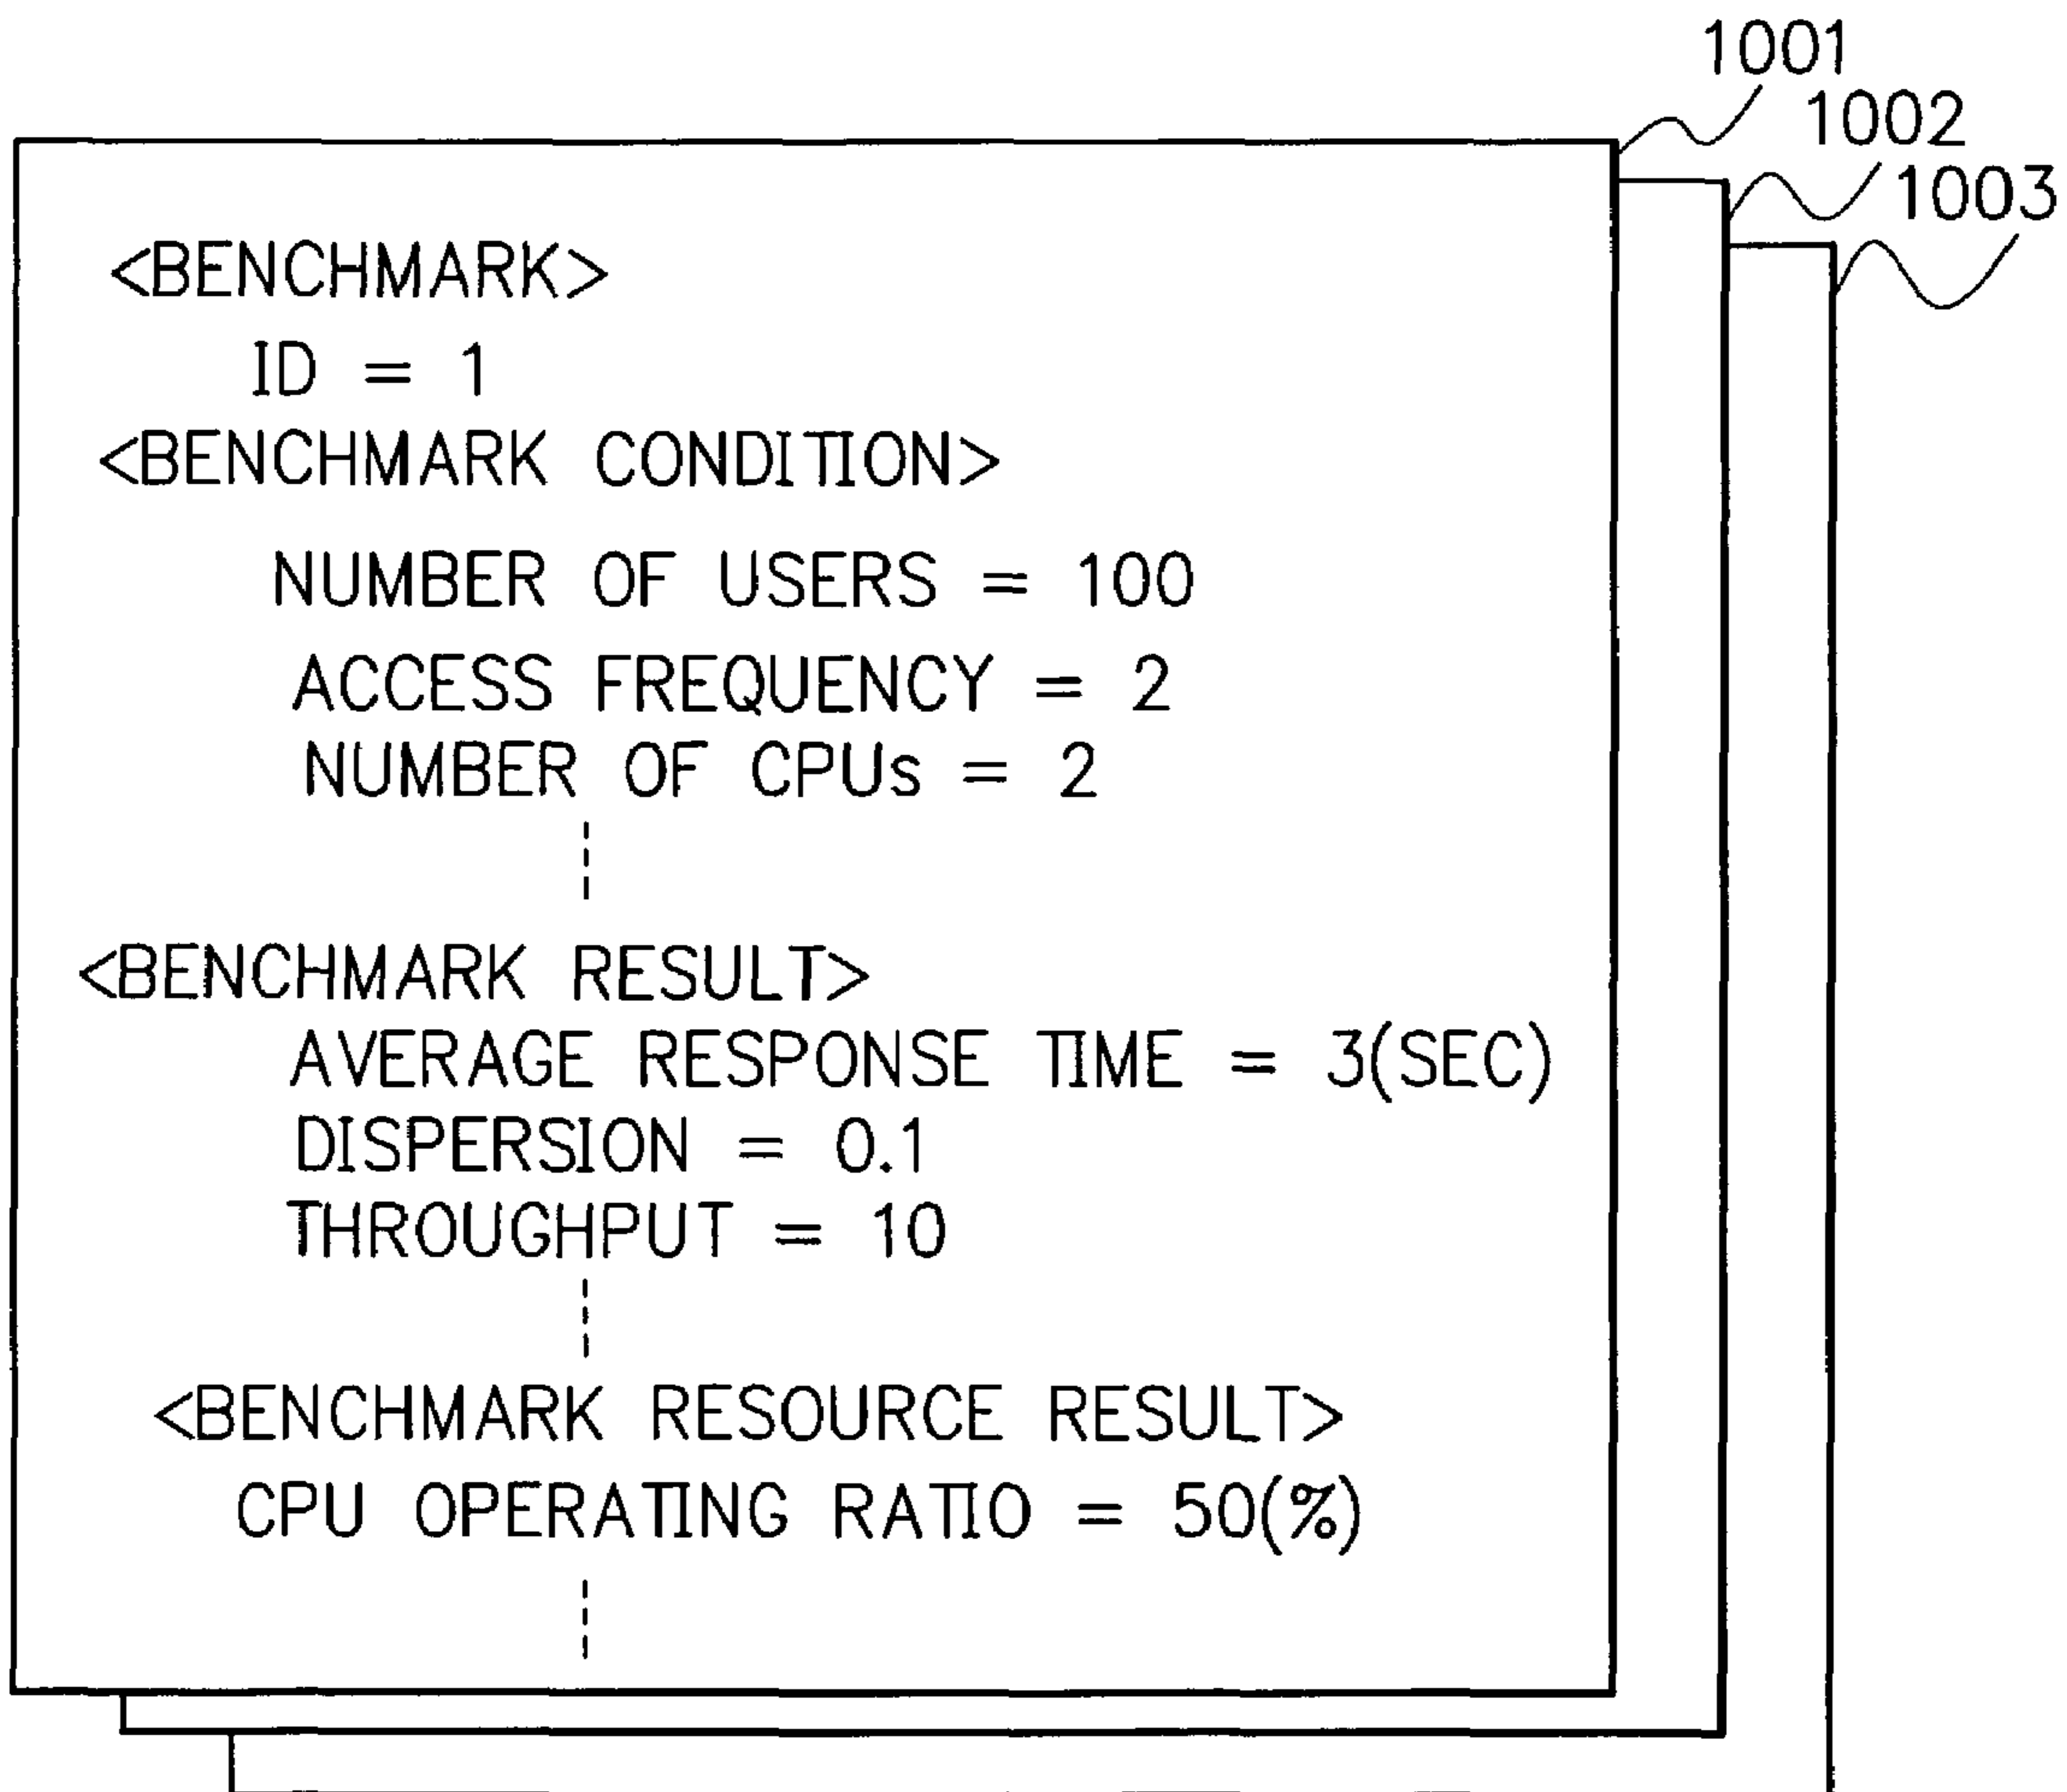 1001
1002
1003
<BENCHMARK>
ID = 1
<BENCHMARK CONDITION>
NUMBER OF USERS = 100
ACCESS FREQUENCY = 2
NUMBER OF CPUs = 2
<BENCHMARK RESULT>
AVERAGE RESPONSE TIME = 3(SEC)
DISPERSION = 0.1
THROUGHPUT = 10
<BENCHMARK RESOURCE RESULT>
CPU OPERATING RATIO = 50(%)